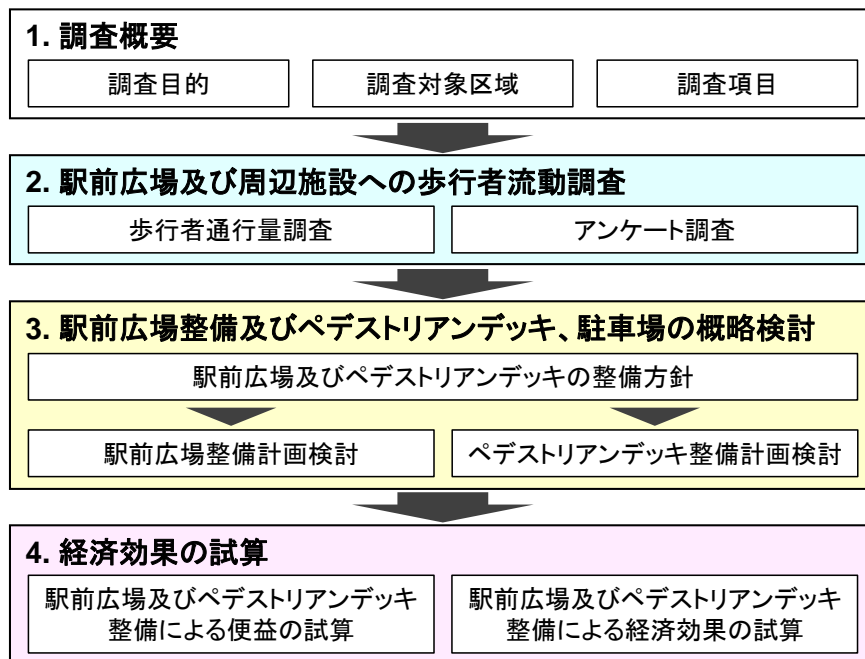 1. 調査概要
調査目的
調査対象区域
調査項目
2. 駅前広場及び周辺施設への歩行者流動調査
歩行者通行量調査
アンケート調査
3. 駅前広場整備及びペデストリアンデッキ、駐車場の概略検討
駅前広場及びペデストリアンデッキの整備方針
駅前広場整備計画検討
ペデストリアンデッキ整備計画検討
4. 経済効果の試算
駅前広場及びペデストリアンデッキ
整備による便益の試算
駅前広場及びペデストリアンデッキ
整備による経済効果の試算